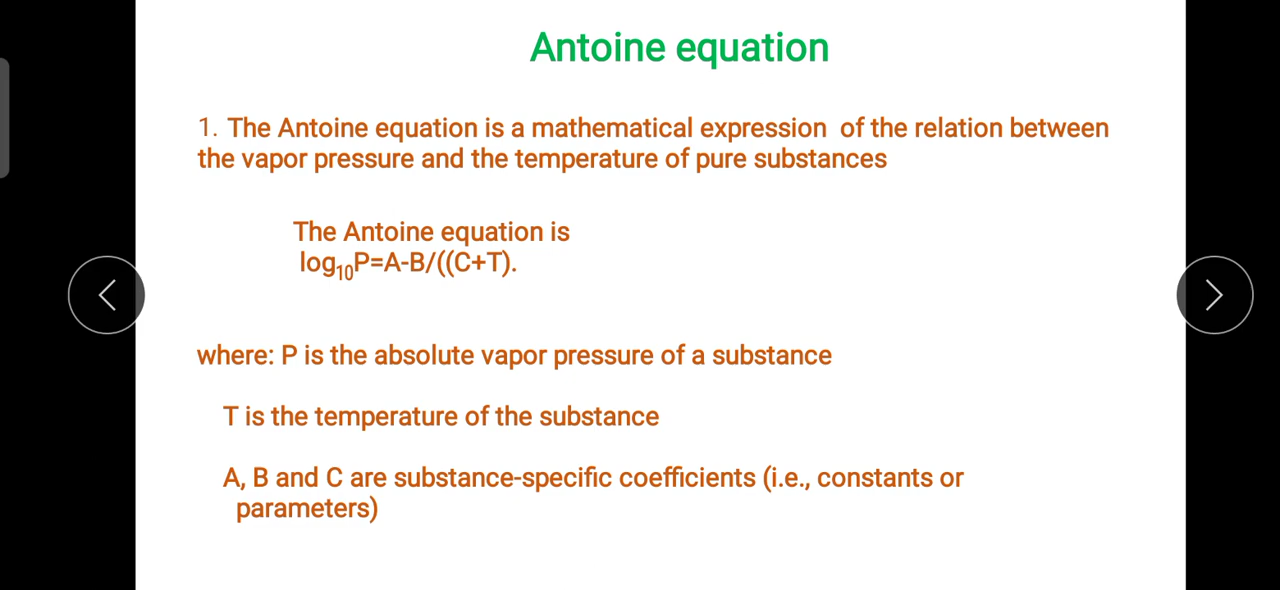 Antoine equation
1. The Antoine equation is a mathematical expression of the relation between
the vapor pressure and the temperature of pure substances
The Antoine equation is
log₁₀P=A-B/((C+T).
where: P is the absolute vapor pressure of a substance
T is the temperature of the substance
A, B and C are substance-specific coefficients (i.e., constants or
parameters)